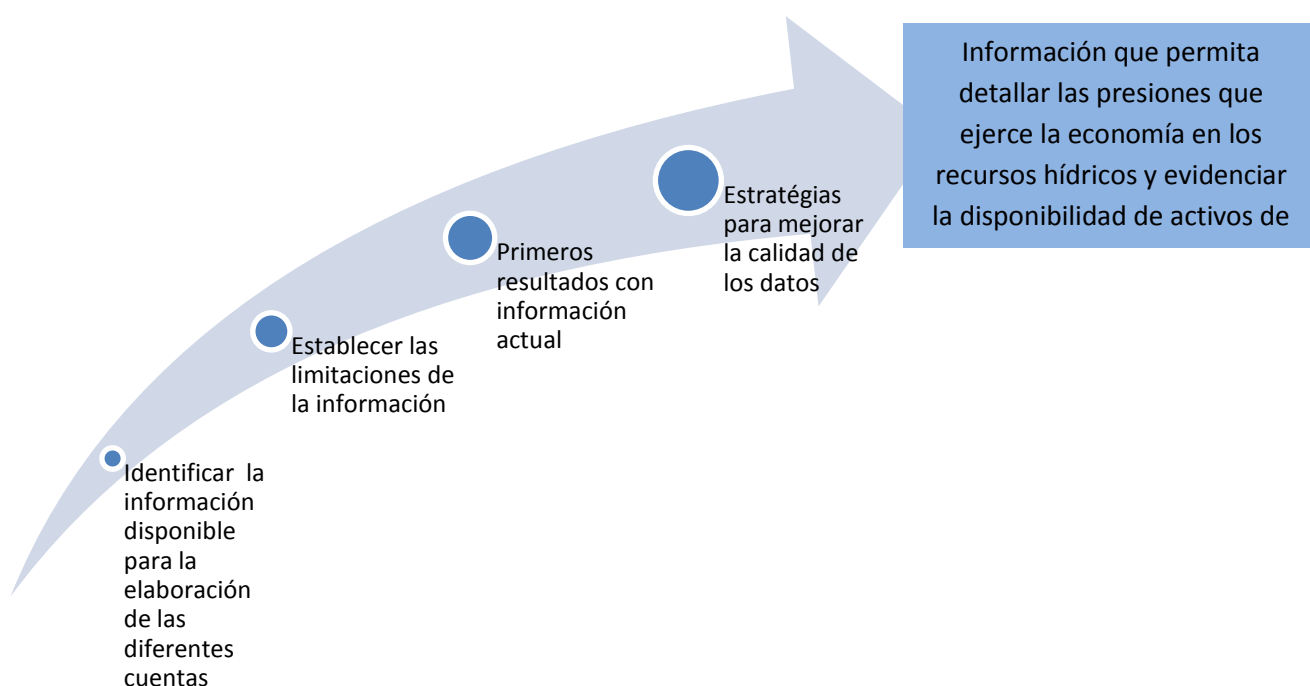 Identificar la
información
disponible
para la
elaboración
de las
diferentes
cuentas
Establecer las
limitaciones de
la información
Primeros
resultados con
información
actual
Estratégias
para mejorar
la calidad de
los datos
Información que permita
detallar las presiones que
ejerce la economía en los
recursos hídricos y evidenciar
la disponibilidad de activos de